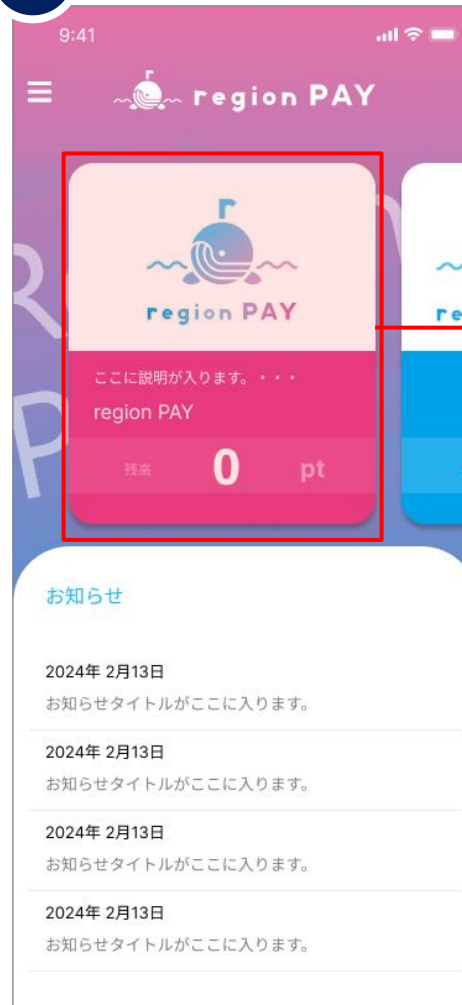 9:41
region PAY
region PAY
re
ここに説明が入ります。・・・
region PAY
残高 0 pt
お知らせ
2024年 2月13日
お知らせタイトルがここに入ります。
2024年 2月13日
お知らせタイトルがここに入ります。
2024年 2月13日
お知らせタイトルがここに入ります。
2024年 2月13日
お知らせタイトルがここに入ります。